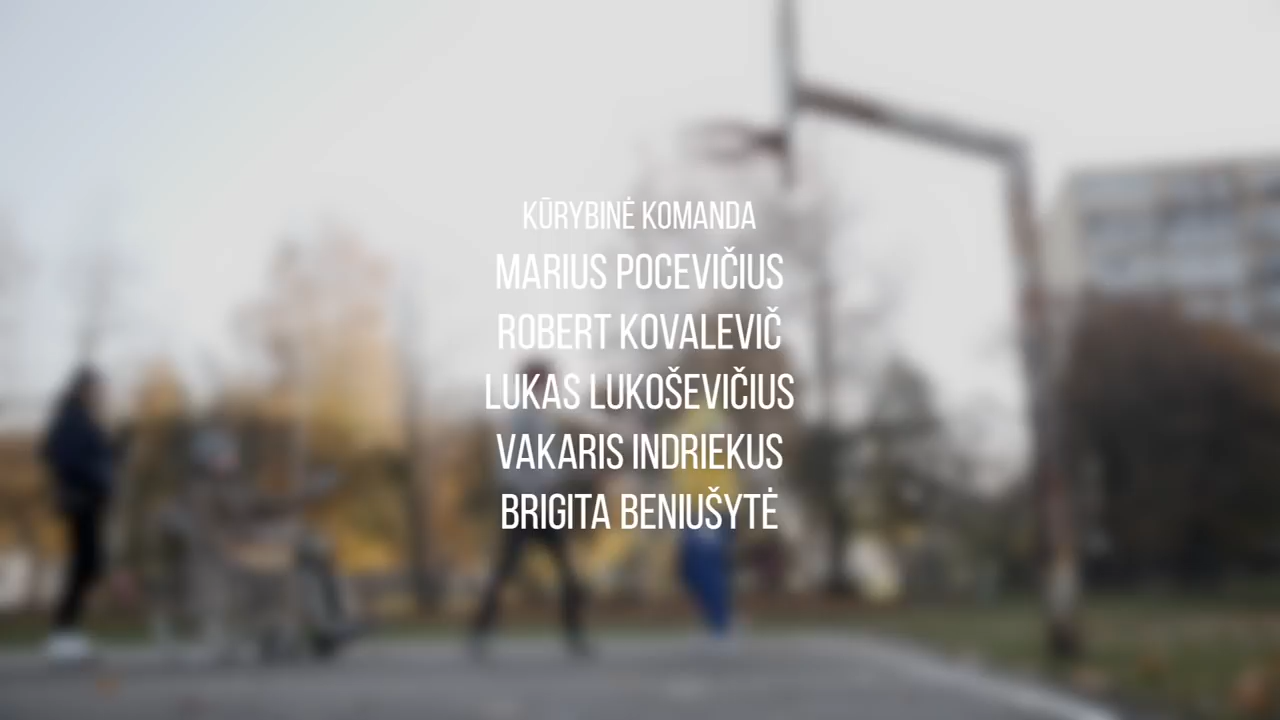 KŪRYBINĖ KOMANDA
MARIUS POCEVIČIUS
ROBERT KOVALEVIČ
LUKAS LUKOŠEVIČIUS
VAKARIS INDRIEKUS
BRIGITA BENIUŠYTĖ